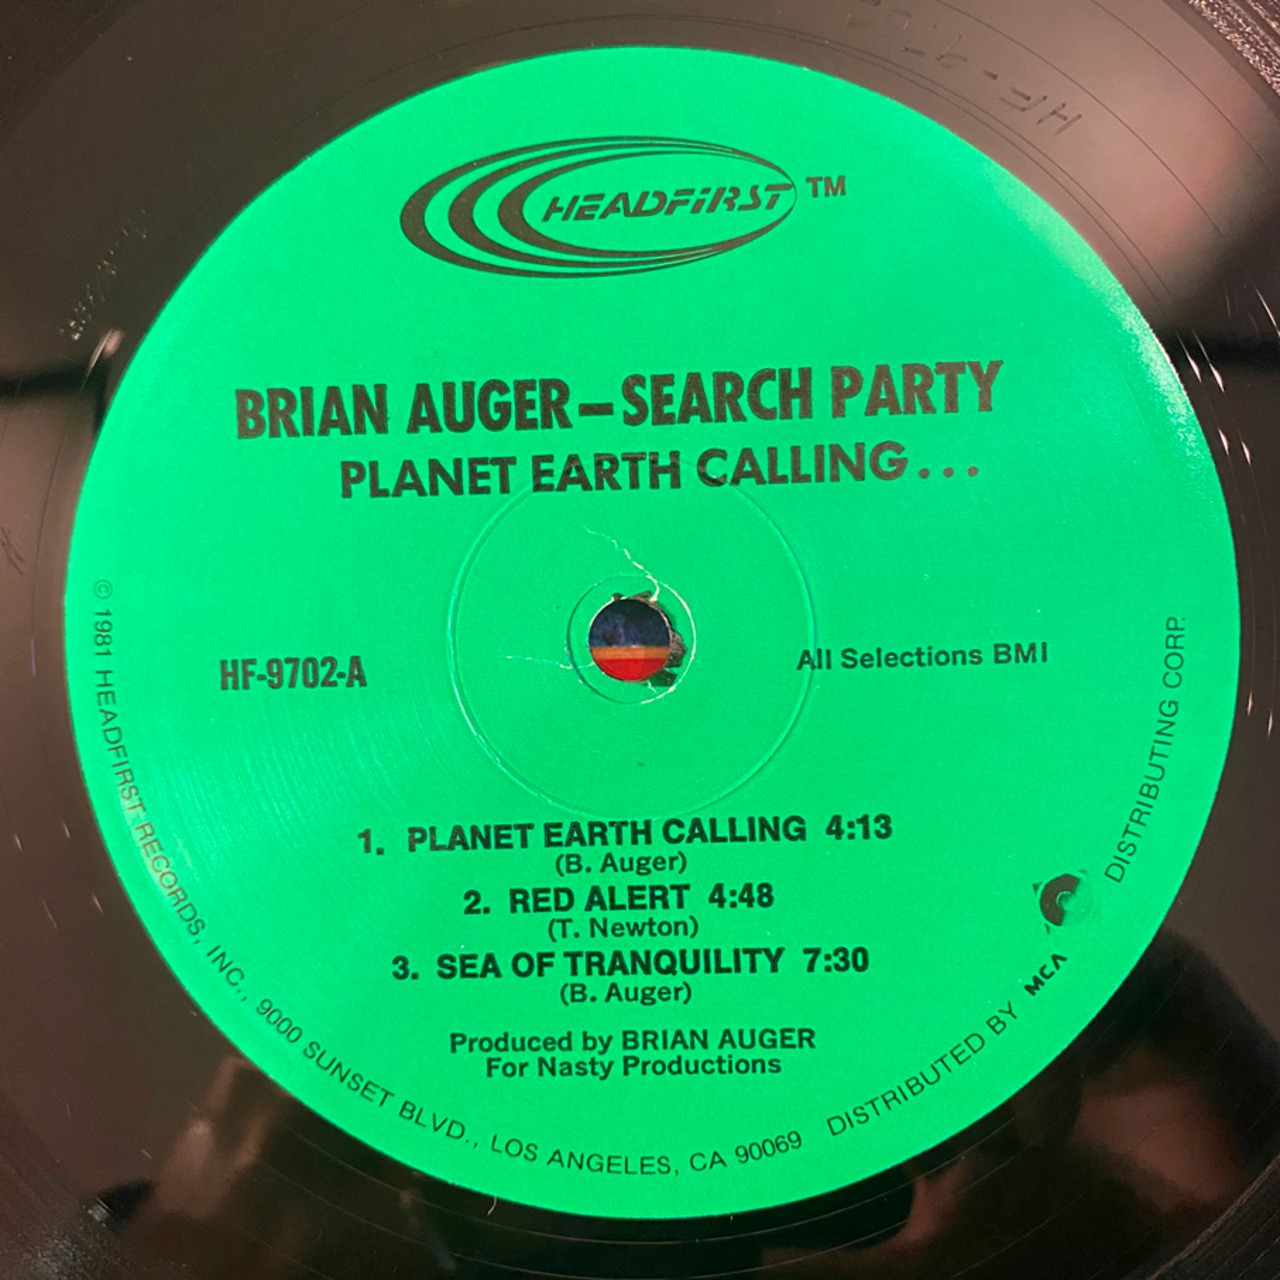 HF-9702
HEADFiRST TM
BRIAN AUGER–SEARCH PARTY
PLANET EARTH CALLING...
HF-9702-A
All Selections BMI
1. PLANET EARTH CALLING 4:13
(B. Auger)
2. RED ALERT 4:48
(T. Newton)
3. SEA OF TRANQUILITY 7:30
(B. Auger)
Produced by BRIAN AUGER
For Nasty Productions
© 1981 HEADFIRST RECORDS, INC., 9000 SUNSET BLVD., LOS ANGELES, CA 90069 DISTRIBUTED BY MCA DISTRIBUTING CORP.